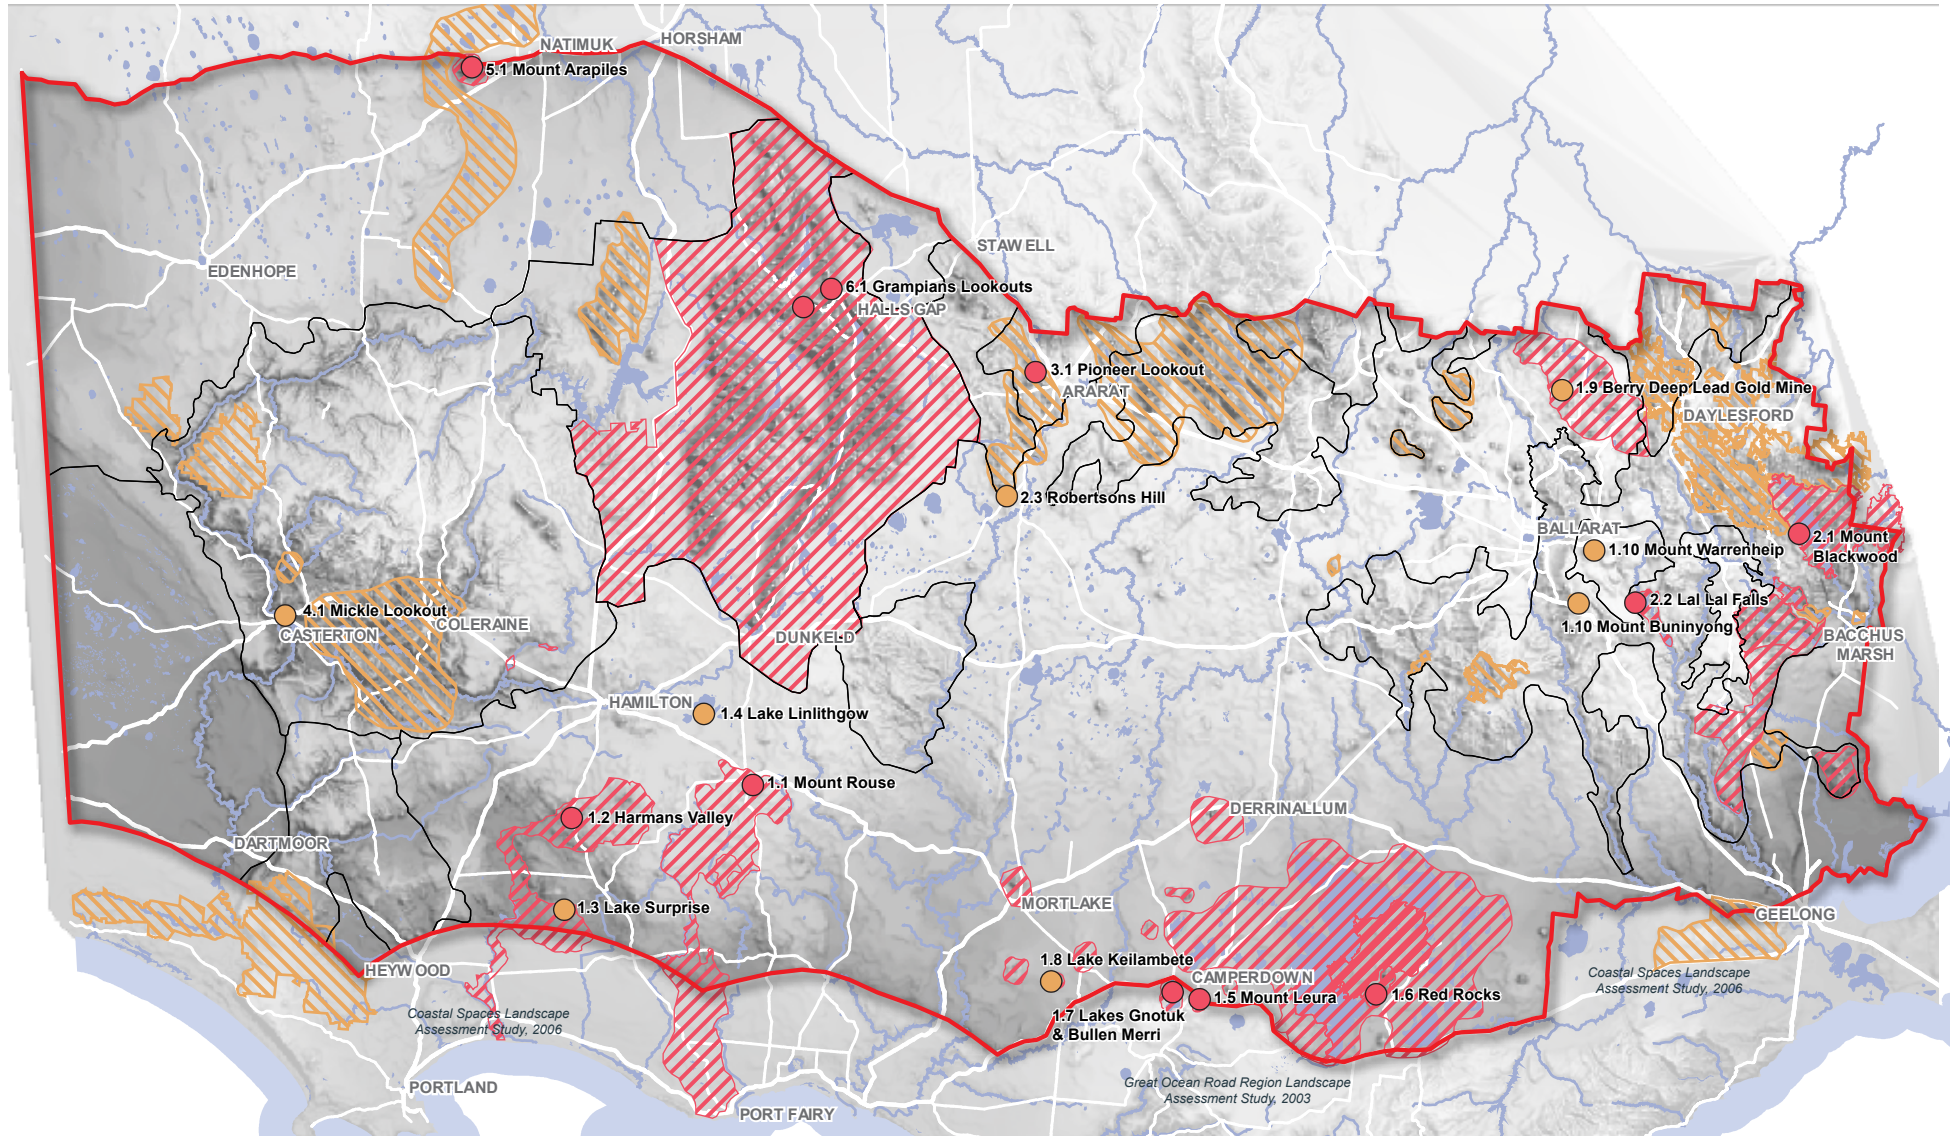 HORSHAM
NATIMUK
5.1 Mount Arapiles
STAWELL
EDENHOPE
6.1 Grampians Lookouts
HALLS GAP
3.1 Pioneer Lookout
ARARAT
1.9 Berry Deep Lead Gold Mine
DAYLESFORD
2.3 Robertsons Hill
BALLARAT
2.1 Mount
Blackwood
1.10 Mount Warrenheip
4.1 Mickle Lookout
CASTERTON
COLERAINE
2.2 Lal Lal Falls
1.10 Mount Buninyong
DUNKELD
BACCHUS
MARSH
HAMILTON
1.4 Lake Linlithgow
1.1 Mount Rouse
1.2 Harmans Valley
DERRINALLUM
DARTMOOR
1.3 Lake Surprise
MORTLAKE
GEELONG
HEYWOOD
1.8 Lake Keilambete
CAMPERDOWN
1.5 Mount Leura
1.6 Red Rocks
Coastal Spaces Landscape
Assessment Study, 2006
1.7 Lakes Gnotuk
& Bullen Merri
Coastal Spaces Landscape
Assessment Study, 2006
PORTLAND
Great Ocean Road Region Landscape
Assessment Study, 2003
PORT FAIRY